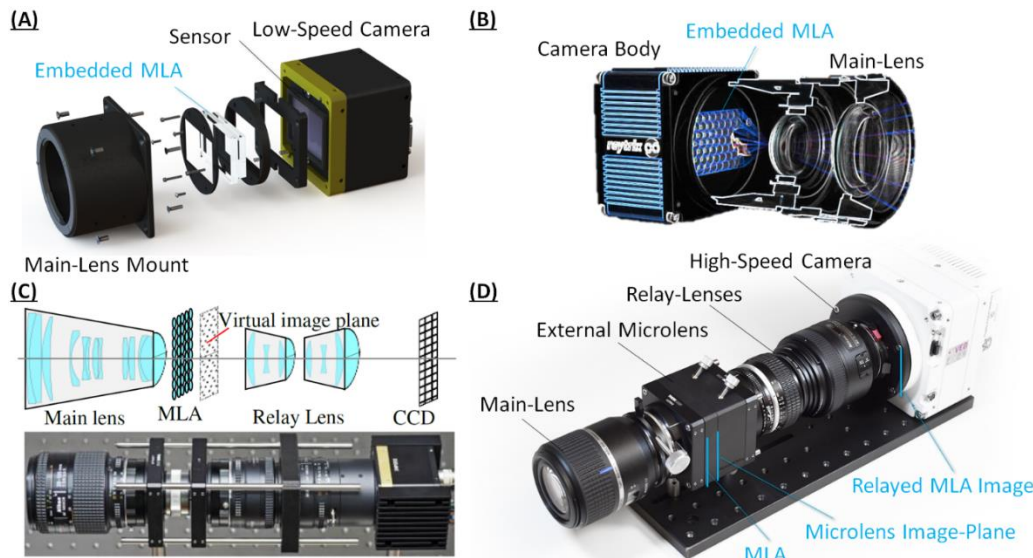 (A)
Low-Speed Camera
Sensor
Embedded MLA
Main-Lens Mount
(B)
Embedded MLA
Camera Body
Main-Lens
raytrix
(C)
Virtual image plane
Main lens
MLA
Relay Lens
CCD
(D)
High-Speed Camera
Relay-Lenses
External Microlens
Main-Lens
Relayed MLA Image
Microlens Image-Plane
MLA